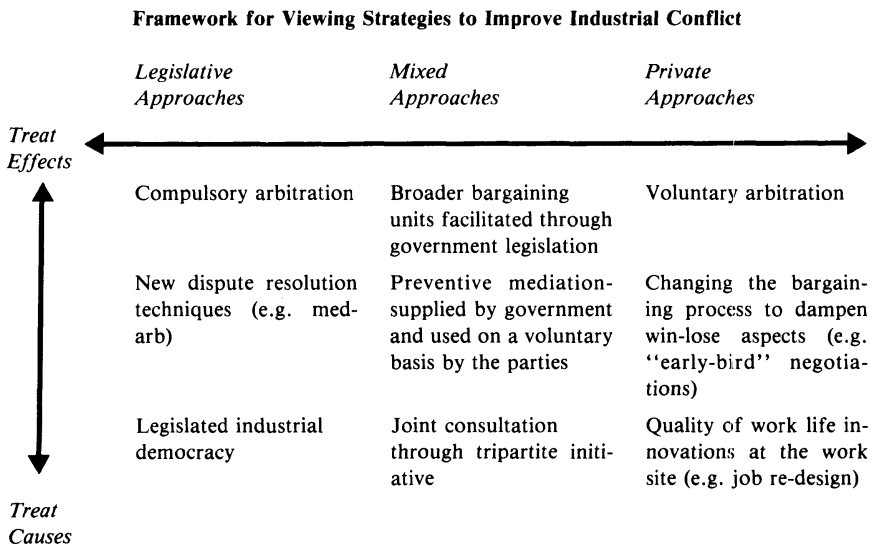 Framework for Viewing Strategies to Improve Industrial Conflict
Legislative
Approaches
Mixed
Approaches
Private
Approaches
Treat
Effects
Compulsory arbitration
Broader bargaining
units facilitated through
government legislation
Voluntary arbitration
New dispute resolution
techniques (e.g. med-
arb)
Preventive mediation-
supplied by government
and used on a voluntary
basis by the parties
Changing the bargain-
ing process to dampen
win-lose aspects (e.g.
‘‘early-bird’’ negotia-
tions)
Legislated industrial
democracy
Joint consultation
through tripartite initi-
ative
Quality of work life in-
novations at the work
site (e.g. job re-design)
Treat
Causes